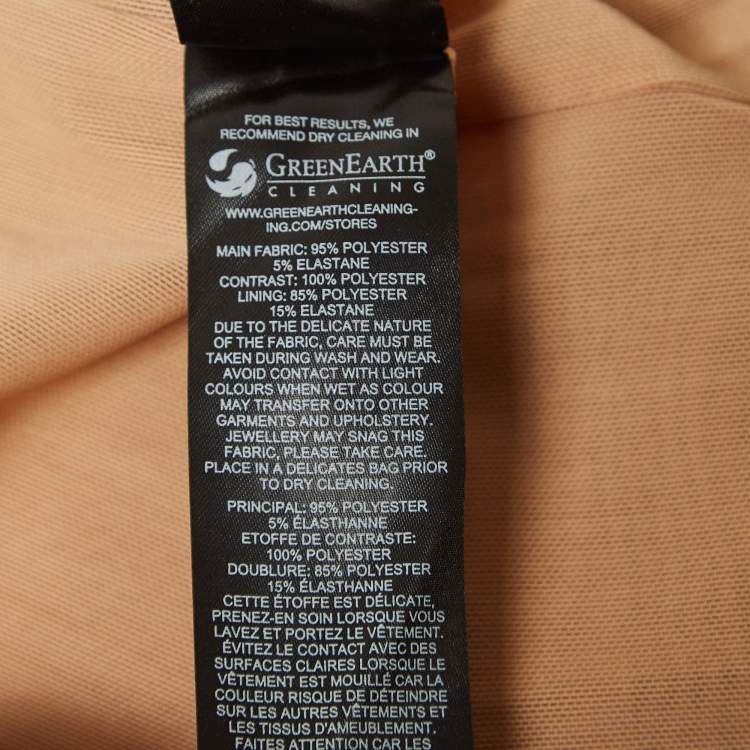 FOR BEST RESULTS, WE
RECOMMEND DRY CLEANING IN
GREENEARTH®
CLEANING
WWW.GREENEARTHCLEANING-
ING.COM/STORES
MAIN FABRIC: 95% POLYESTER
5% ELASTANE
CONTRAST: 100% POLYESTER
LINING: 85% POLYESTER
15% ELASTANE
DUE TO THE DELICATE NATURE
OF THE FABRIC, CARE MUST BE
TAKEN DURING WASH AND WEAR.
AVOID CONTACT WITH LIGHT
COLOURS WHEN WET AS COLOUR
MAY TRANSFER ONTO OTHER
GARMENTS AND UPHOLSTERY.
JEWELLERY MAY SNAG THIS
FABRIC, PLEASE TAKE CARE.
PLACE IN A DELICATES BAG PRIOR
TO DRY CLEANING.
PRINCIPAL: 95% POLYESTER
5% ÉLASTHANNE
ETOFFE DE CONTRASTE:
100% POLYESTER
DOUBLURE: 85% POLYESTER
15% ÉLASTHANNE
CETTE ÉTOFFE EST DÉLICATE,
PRENEZ-EN SOIN LORSQUE VOUS
LAVEZ ET PORTEZ LE VÊTEMENT.
ÉVITEZ LE CONTACT AVEC DES
SURFACES CLAIRES LORSQUE LE
VÊTEMENT EST MOUILLÉ CAR LA
COULEUR RISQUE DE DÉTEINDRE
SUR LES AUTRES VÊTEMENTS ET
LES TISSUS D'AMEUBLEMENT.
FAITES ATTENTION CAR LES